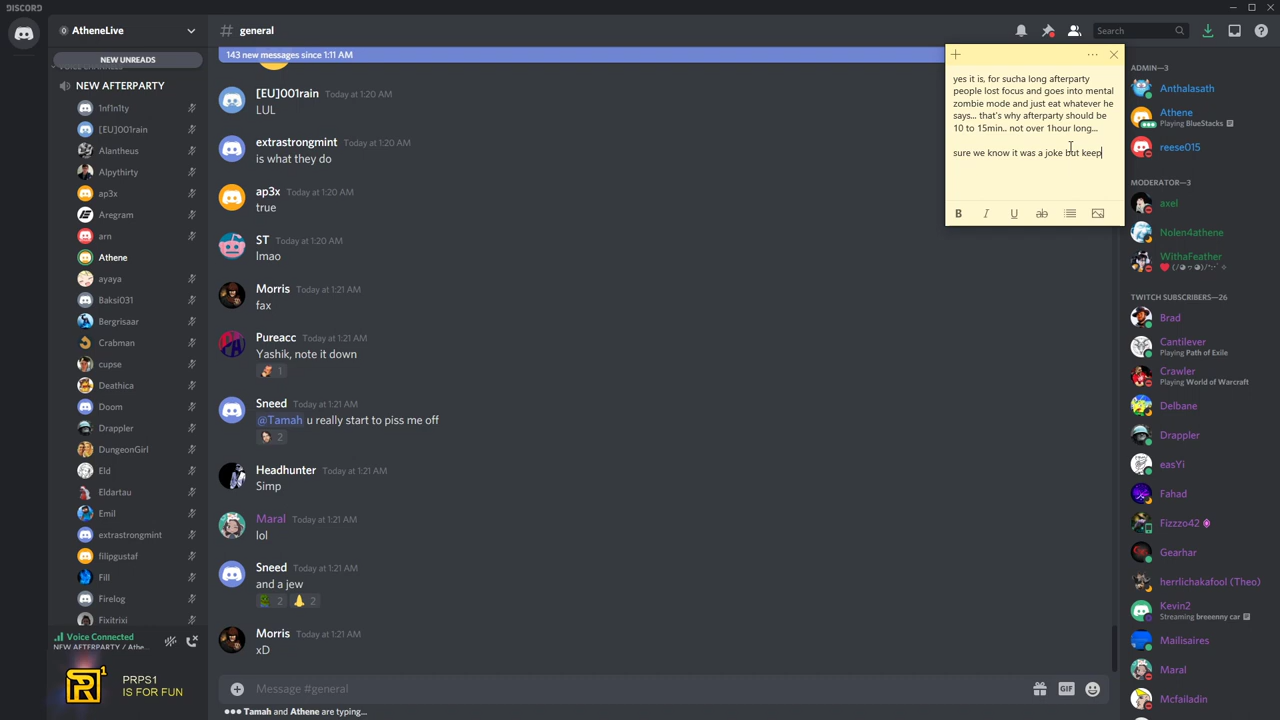 DISCORD
AtheneLive
# general
Search
NEW UNREADS
143 new messages since 1:11 AM
VOICE CHANNELS
NEW AFTERPARTY
1nf1n1ty
[EU]001rain
Alantheus
Alpythirty
ap3x
Aregram
arn
Athene
ayaya
Baksi031
Bergrisaar
Crabman
cupse
Deathica
Doom
Drappler
DungeonGirl
Eld
Eldartau
Emil
extrastrongmint
filipgustaf
Fill
Firelog
Fixitrixi
Voice Connected
NEW AFTERPARTY / Athe...
PRPS1
IS FOR FUN
[EU]001rain Today at 1:20 AM
LUL
extrastrongmint Today at 1:20 AM
is what they do
ap3x Today at 1:20 AM
true
ST Today at 1:20 AM
lmao
Morris Today at 1:21 AM
fax
Pureacc Today at 1:21 AM
Yashik, note it down
1
Sneed Today at 1:21 AM
@Tamah u really start to piss me off
2
Headhunter Today at 1:21 AM
Simp
Maral Today at 1:21 AM
lol
Sneed Today at 1:21 AM
and a jew
2 2
Morris Today at 1:21 AM
xD
Message #general
GIF
Tamah and Athene are typing...
yes it is, for sucha long afterparty
people lost focus and goes into mental
zombie mode and just eat whatever he
says... that's why afterparty should be
10 to 15min.. not over 1hour long...
sure we know it was a joke but keep
B I U ab
ADMIN—3
Anthalasath
Athene
Playing BlueStacks
reese015
MODERATOR—3
axel
Nolen4athene
WithaFeather
TWITCH SUBSCRIBERS—26
Brad
Cantilever
Playing Path of Exile
Crawler
Playing World of Warcraft
Delbane
Drappler
easYi
Fahad
Fizzzo42
Gearhar
herrlichakafool (Theo)
Kevin2
Streaming breeenny car
Mailisaires
Maral
Mcfailadin